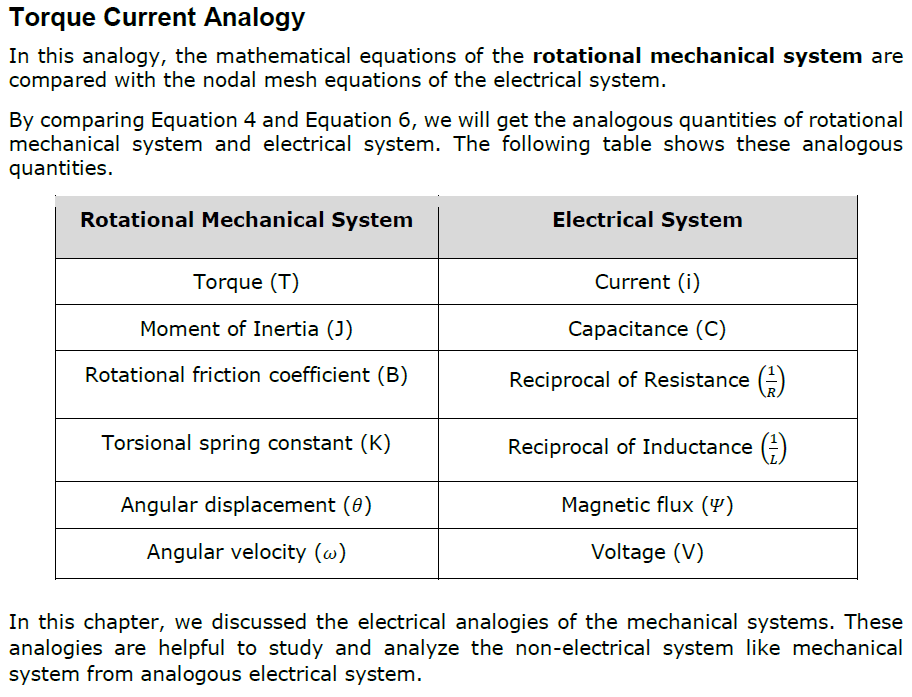 Torque Current Analogy
In this analogy, the mathematical equations of the rotational mechanical system are
compared with the nodal mesh equations of the electrical system.
By comparing Equation 4 and Equation 6, we will get the analogous quantities of rotational
mechanical system and electrical system. The following table shows these analogous
quantities.
Rotational Mechanical System Electrical System
Torque (T) Current (i)
Moment of Inertia (J) Capacitance (C)
Rotational friction coefficient (B) Reciprocal of Resistance (1/R)
Torsional spring constant (K) Reciprocal of Inductance (1/L)
Angular displacement (θ) Magnetic flux (Ψ)
Angular velocity (ω) Voltage (V)
In this chapter, we discussed the electrical analogies of the mechanical systems. These
analogies are helpful to study and analyze the non-electrical system like mechanical
system from analogous electrical system.